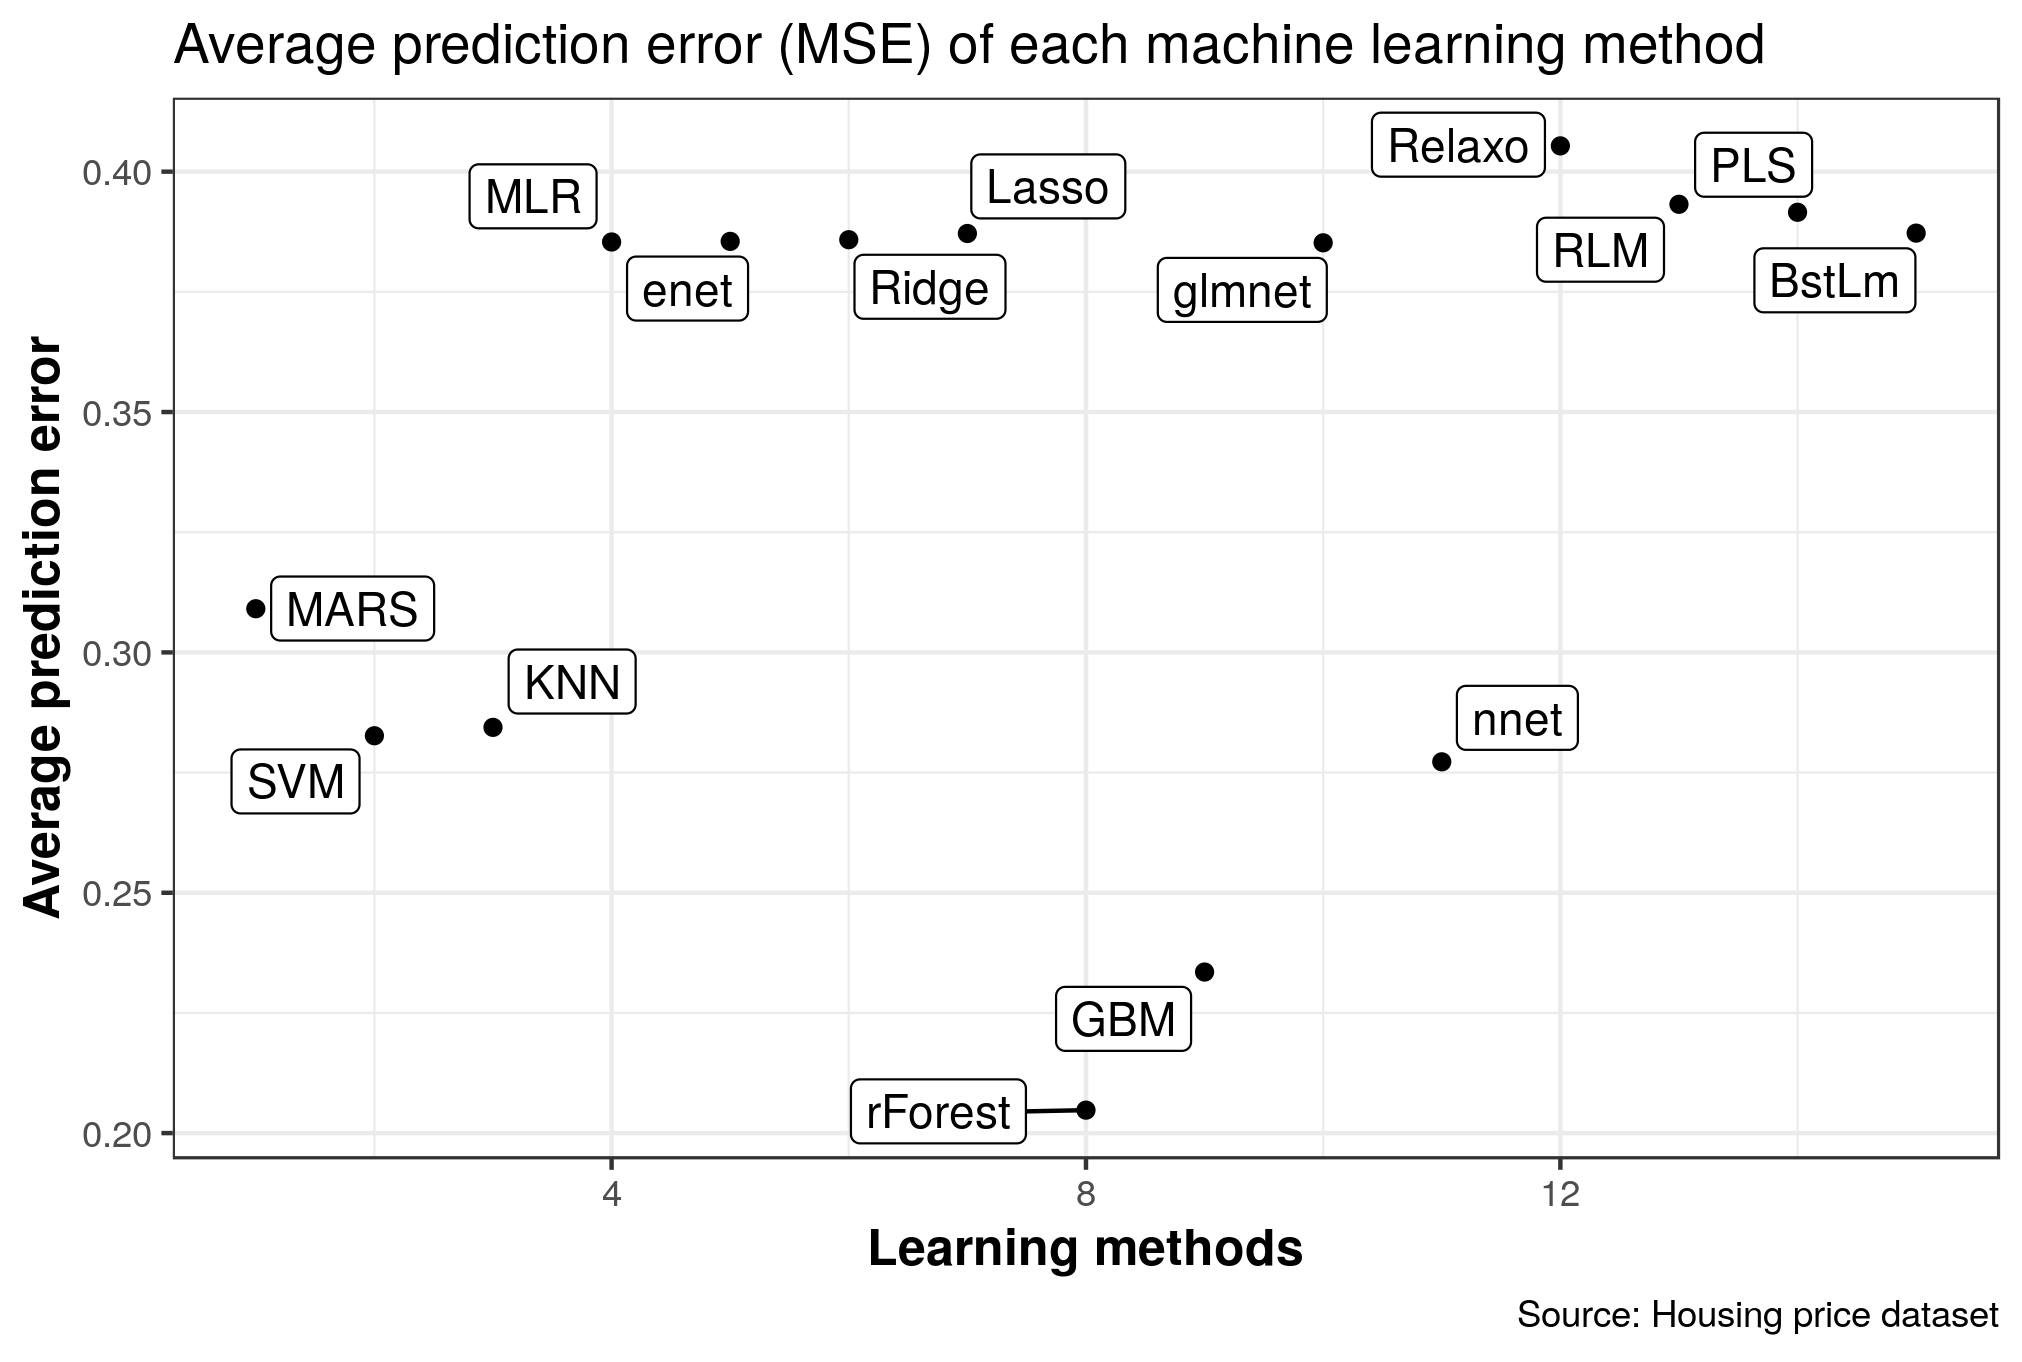 Average prediction error (MSE) of each machine learning method
Average prediction error
0.40
0.35
0.30
0.25
0.20
Relaxo
PLS
Lasso
MLR
RLM
BstLm
enet
Ridge
glmnet
MARS
KNN
nnet
SVM
GBM
rForest
4
8
12
Learning methods
Source: Housing price dataset